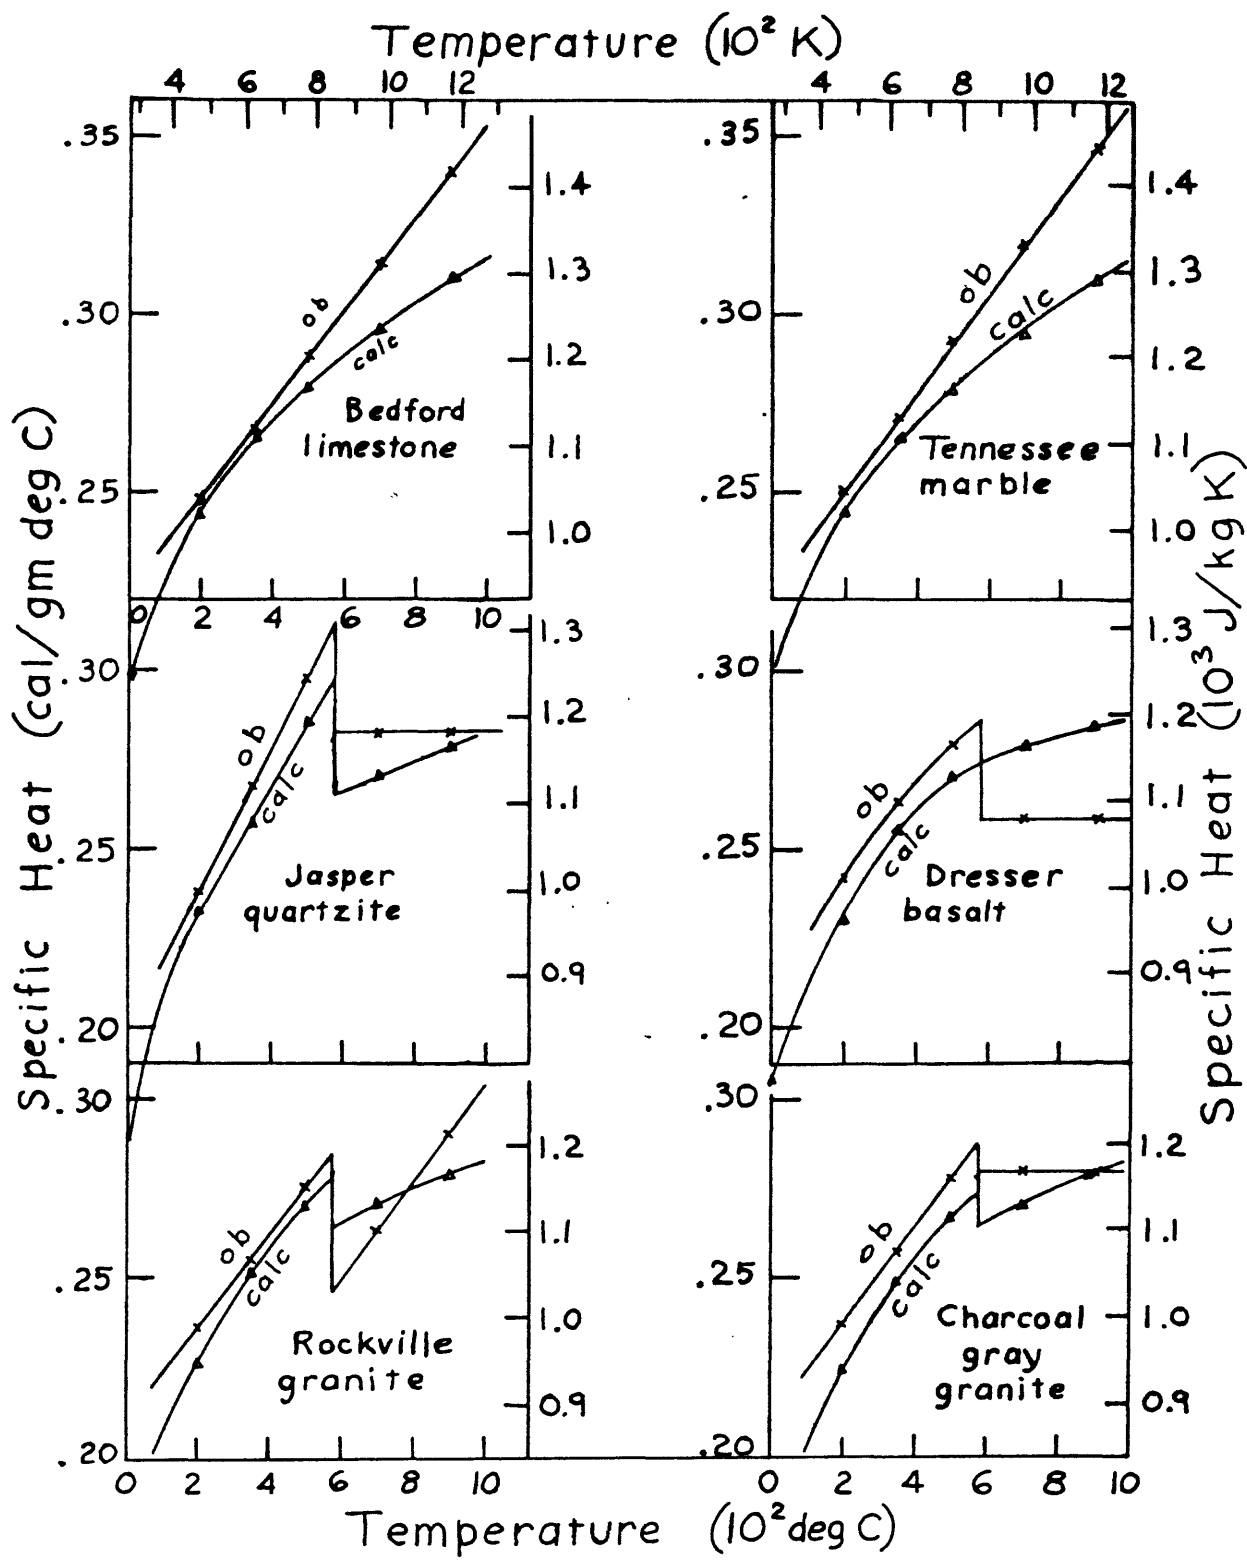 Temperature (10² K)
4 6 8 10 12
4 6 8 10 12
.35
.30
.25
1.4
1.3
1.2
1.1
1.0
ob
calc
Bedford
limestone
.35
.30
.25
1.4
1.3
1.2
1.1
1.0
ob
calc
Tennessee
marble
0 2 4 6 8 10
.30
.25
.20
1.3
1.2
1.1
1.0
0.9
ob
calc
Jasper
quartzite
.30
.25
.20
1.3
1.2
1.1
1.0
0.9
ob
calc
Dresser
basalt
.30
.25
.20
1.2
1.1
1.0
0.9
ob
calc
Rockville
granite
.30
.25
.20
1.2
1.1
1.0
0.9
ob
calc
Charcoal
gray
granite
0 2 4 6 8 10
0 2 4 6 8 10
Temperature (10² deg C)
Specific Heat (cal/gm deg C)
Specific Heat (10³ J/kg K)